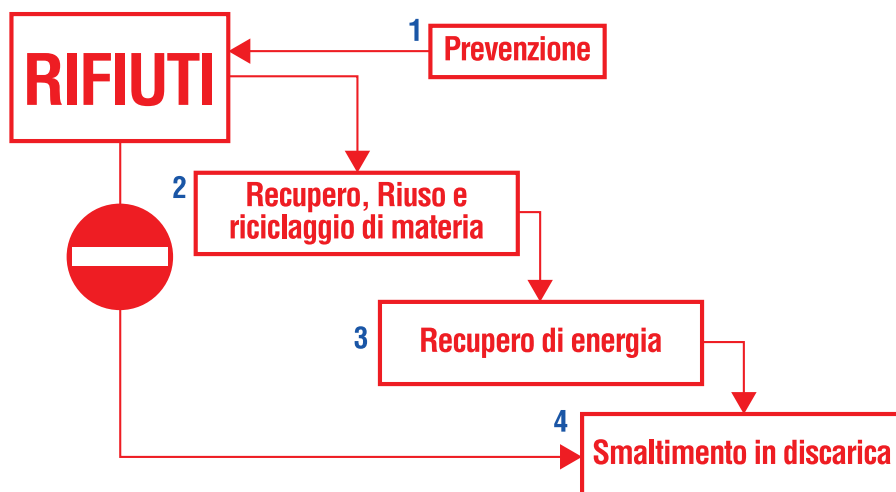 1
Prevenzione
RIFIUTI
2
Recupero, Riuso e
riciclaggio di materia
3
Recupero di energia
4
Smaltimento in discarica